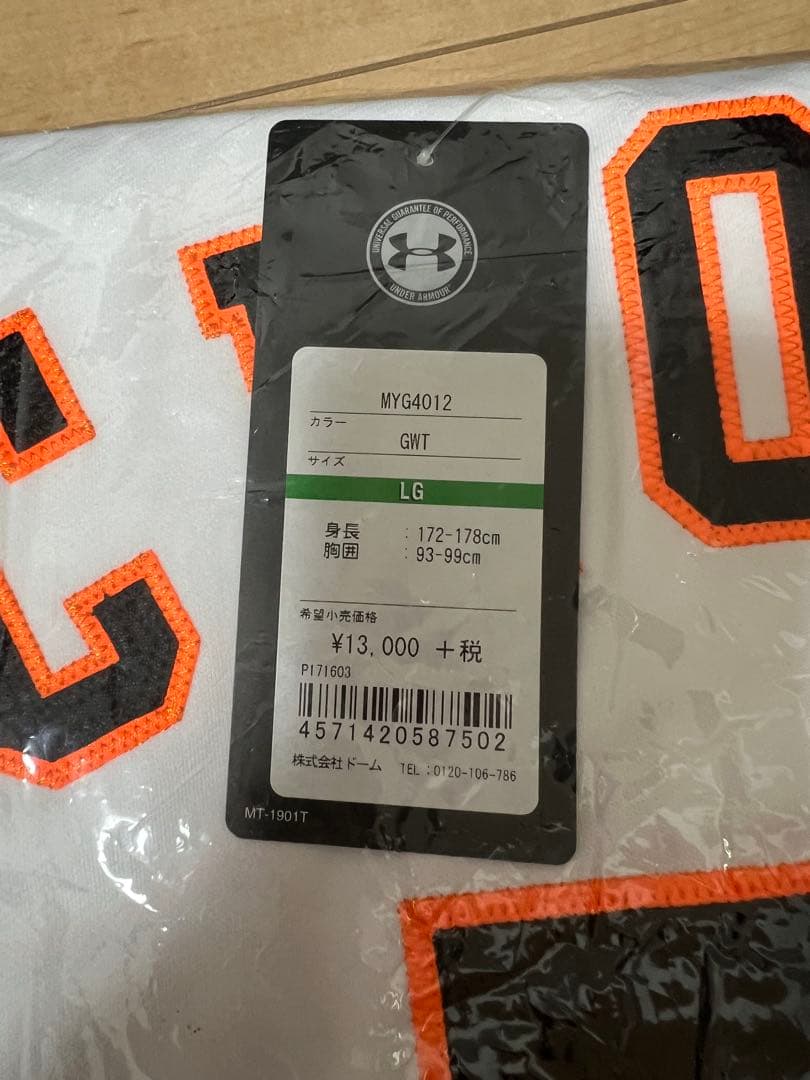 UNIVERSAL GUARANTEE OF PERFORMANCE
UNDER ARMOUR
MYG4012
カラー
GWT
サイズ
LG
身長 : 172-178cm
胸囲 : 93-99cm
希望小売価格
¥13,000 +税
P171603
4571420587502
株式会社ドーム TEL:0120-106-786
MT-1901T